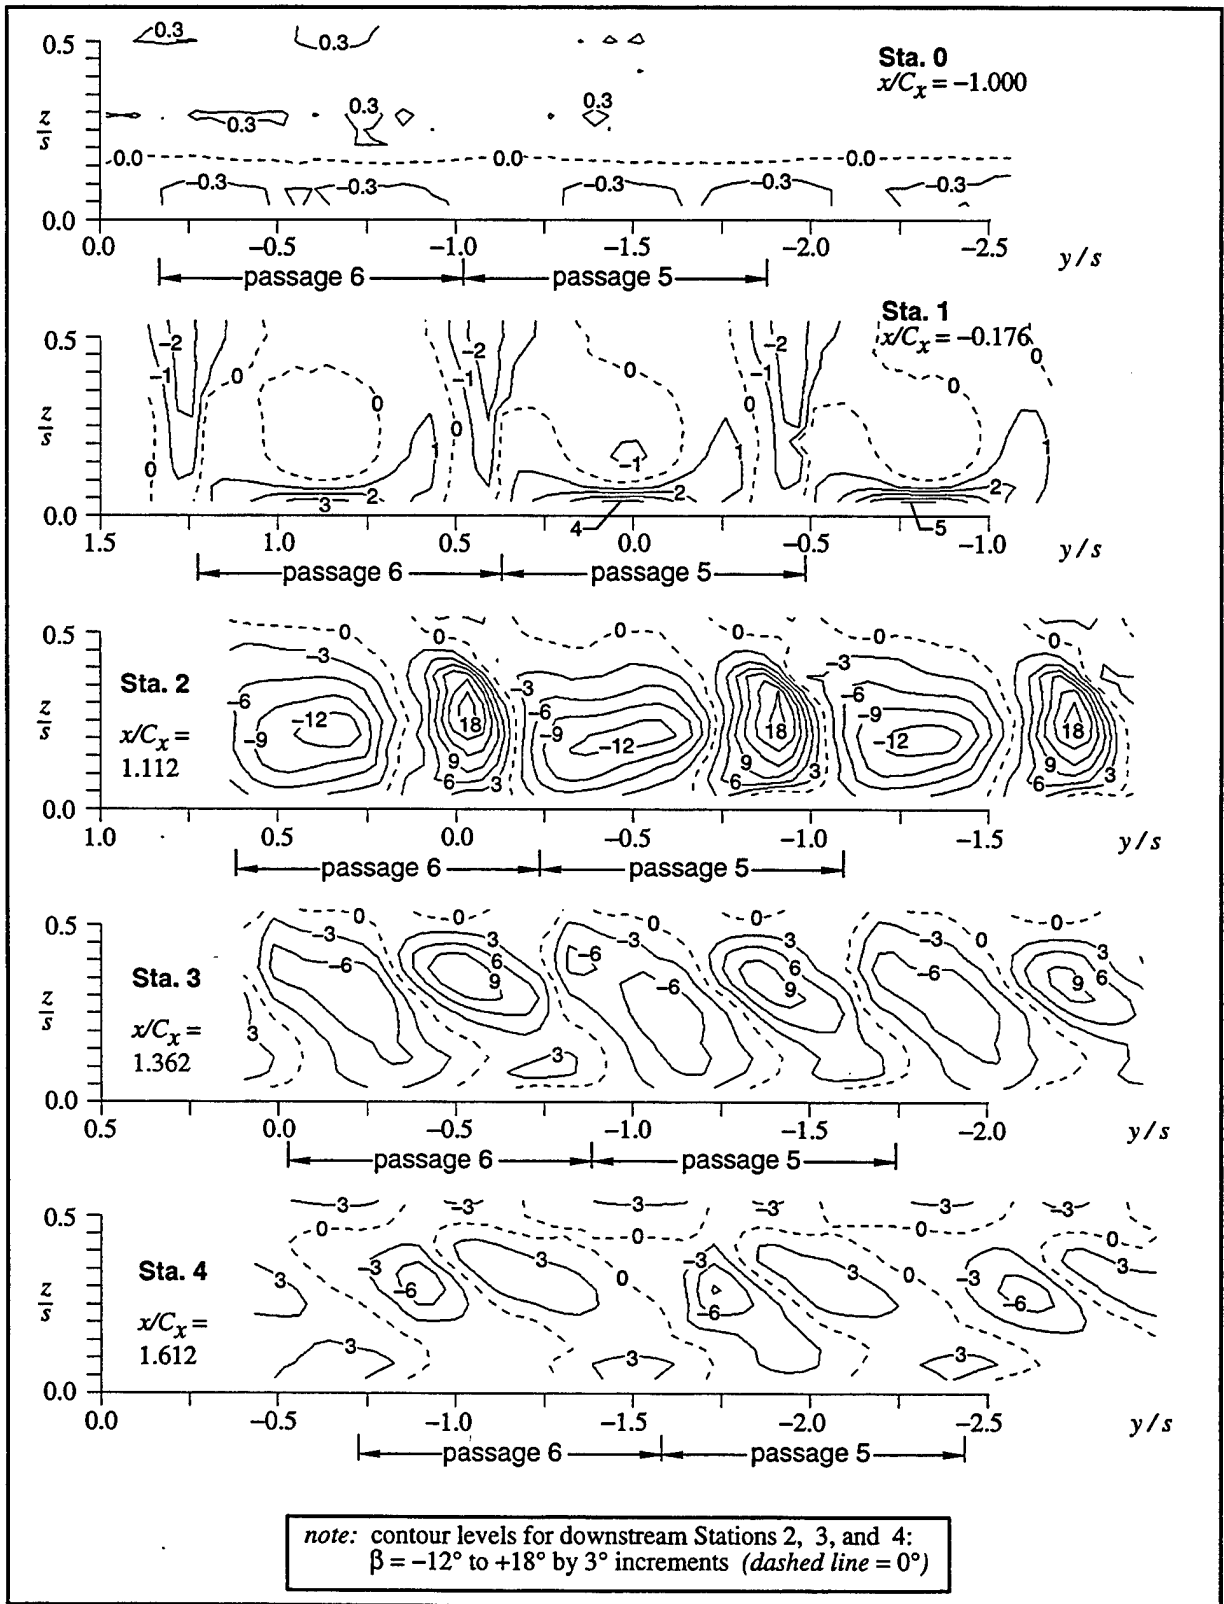 Sta. 0
x/Cx = −1.000
0.5
z/s
0.0
0.3
0.3
0.3
0.3
0.3
0.0
0.0
0.0
−0.3
−0.3
−0.3
−0.3
−0.3
0.0 −0.5 −1.0 −1.5 −2.0 −2.5 y/s
passage 6 passage 5
Sta. 1
x/Cx = −0.176
0.5
z/s
0.0
−2 −2 −2
−1 −1 −1
0 0 0 0 0 0 0 0
−1
1 1
3 2 2 2
4 5
1.5 1.0 0.5 0.0 −0.5 −1.0 y/s
passage 6 passage 5
Sta. 2
x/Cx =
1.112
0.5
z/s
0.0
0 0 0 0 0 0
−3 −3 −3
−6 −6 −6
−9 −9 −9
−12 −12 −12
18 18 18
9 9 9
6 3 6 3 6 3
1.0 0.5 0.0 −0.5 −1.0 −1.5 y/s
passage 6 passage 5
Sta. 3
x/Cx =
1.362
0.5
z/s
0.0
0 0 0 0 0
−3 3 −3 3 −3 3
−6 6 −6 −6 6 −6 6
9 9 9
3 3
0.5 0.0 −0.5 −1.0 −1.5 −2.0 y/s
passage 6 passage 5
Sta. 4
x/Cx =
1.612
0.5
z/s
0.0
3 −3 3 −3 3 −3
0 0 0 0 0 0
3 −3 3 −3 3 −3 3
−6 −6 −6
3 3 3
0.0 −0.5 −1.0 −1.5 −2.0 −2.5 y/s
passage 6 passage 5
note: contour levels for downstream Stations 2, 3, and 4:
β = −12° to +18° by 3° increments (dashed line = 0°)